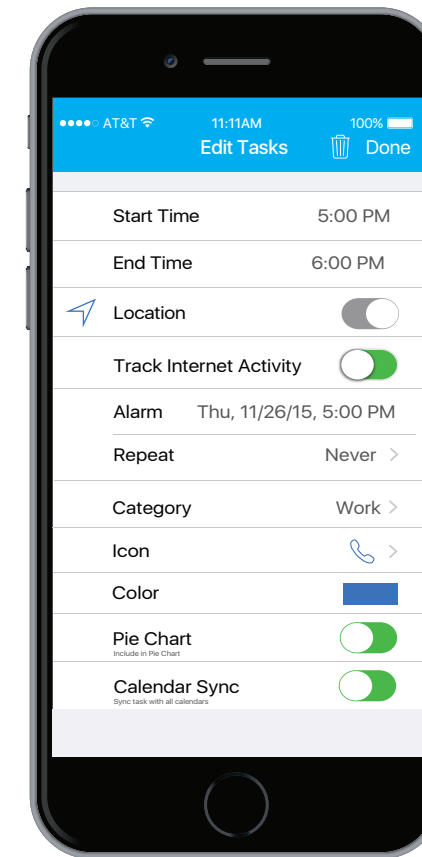 AT&T 11:11AM 100%
Edit Tasks Done
Start Time 5:00 PM
End Time 6:00 PM
Location
Track Internet Activity
Alarm Thu, 11/26/15, 5:00 PM
Repeat Never >
Category Work >
Icon >
Color
Pie Chart
Include in Pie Chart
Calendar Sync
Sync task with all calendars